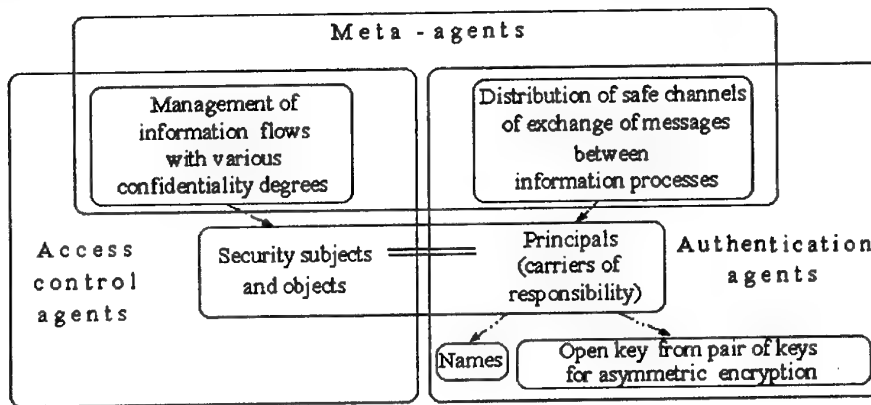 Meta - agents
Management of
information flows
with various
confidentiality degrees
Distribution of safe channels
of exchange of messages
between
information processes
Access
control
agents
Security subjects
and objects
Principals
(carriers of
responsibility)
Authentication
agents
Names
Open key from pair of keys
for asymmetric encryption